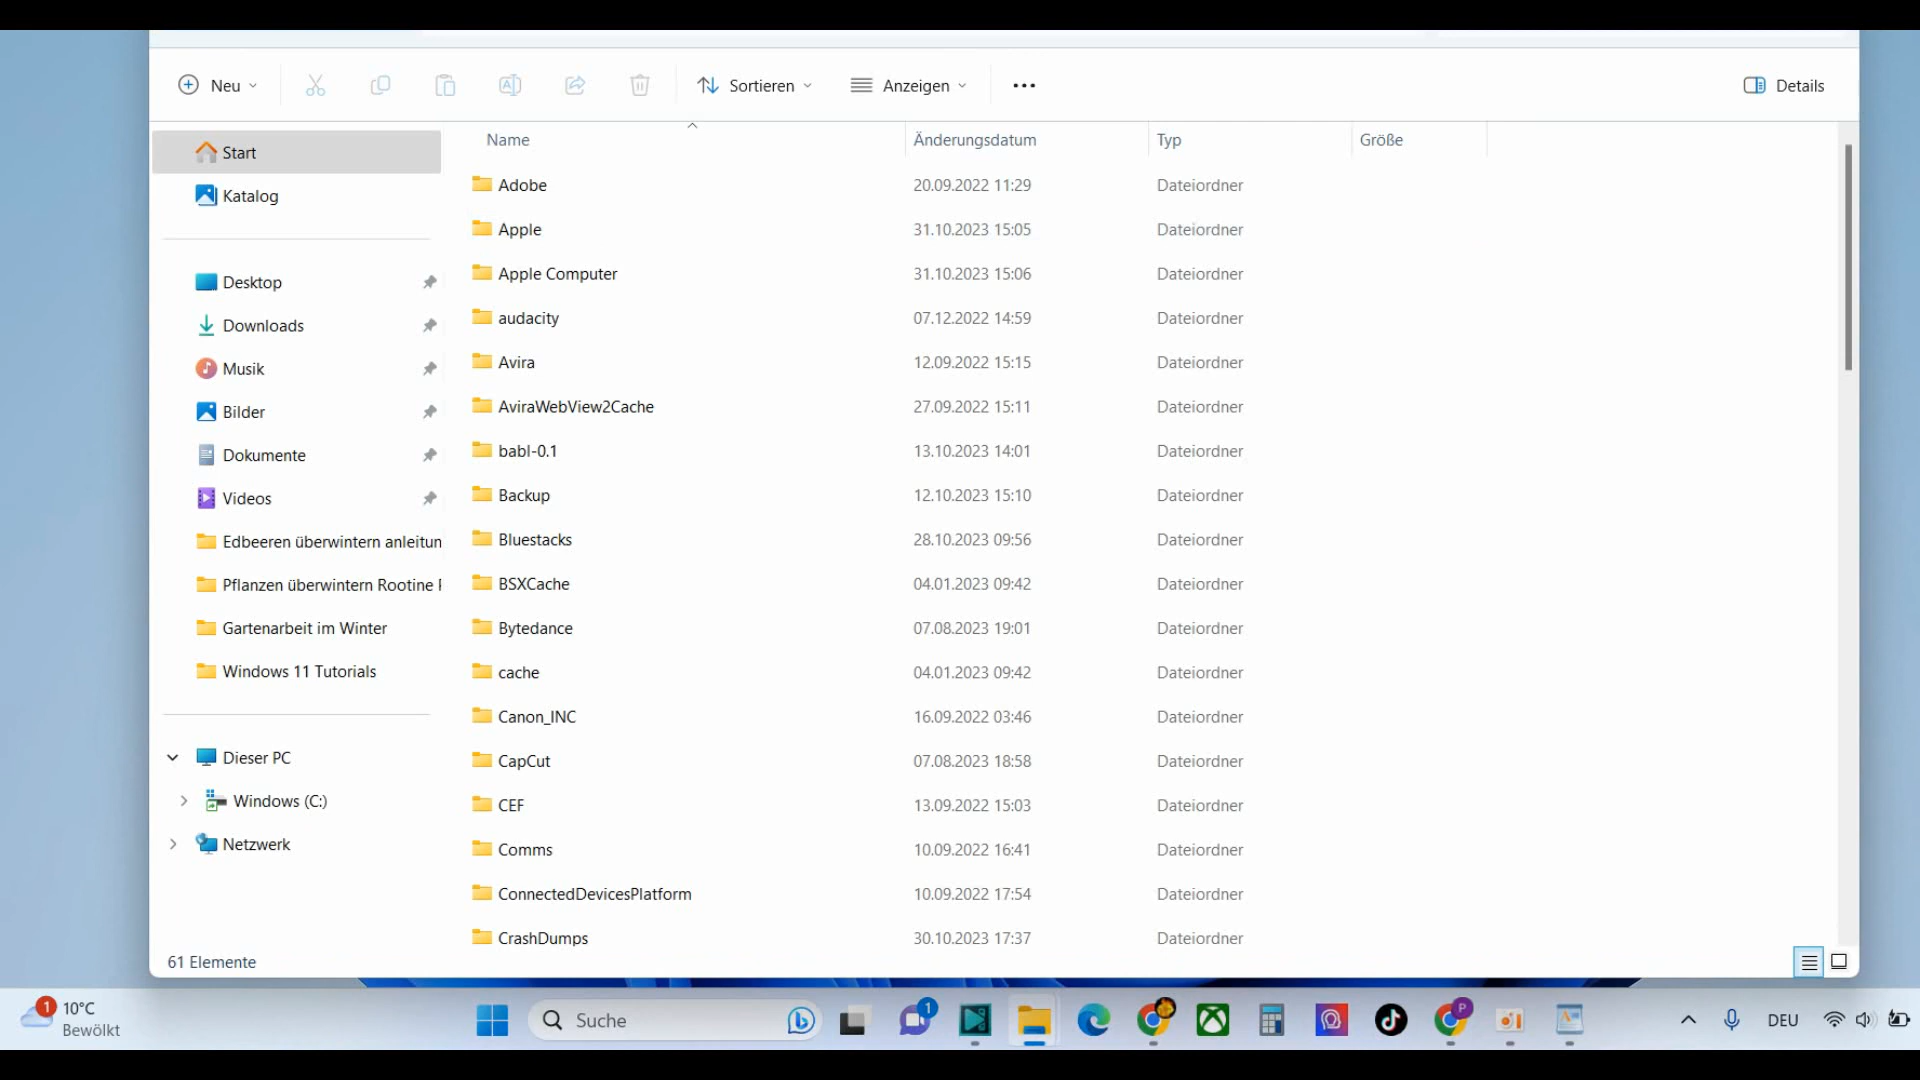 Neu
Sortieren
Anzeigen
Details
Start
Katalog
Desktop
Downloads
Musik
Bilder
Dokumente
Videos
Edbeeren überwintern anleitun
Pflanzen überwintern Rootine
Gartenarbeit im Winter
Windows 11 Tutorials
Dieser PC
Windows (C:)
Netzwerk
Name Änderungsdatum Typ Größe
Adobe 20.09.2022 11:29 Dateiordner
Apple 31.10.2023 15:05 Dateiordner
Apple Computer 31.10.2023 15:06 Dateiordner
audacity 07.12.2022 14:59 Dateiordner
Avira 12.09.2022 15:15 Dateiordner
AviraWebView2Cache 27.09.2022 15:11 Dateiordner
babl-0.1 13.10.2023 14:01 Dateiordner
Backup 12.10.2023 15:10 Dateiordner
Bluestacks 28.10.2023 09:56 Dateiordner
BSXCache 04.01.2023 09:42 Dateiordner
Bytedance 07.08.2023 19:01 Dateiordner
cache 04.01.2023 09:42 Dateiordner
Canon_INC 16.09.2022 03:46 Dateiordner
CapCut 07.08.2023 18:58 Dateiordner
CEF 13.09.2022 15:03 Dateiordner
Comms 10.09.2022 16:41 Dateiordner
ConnectedDevicesPlatform 10.09.2022 17:54 Dateiordner
CrashDumps 30.10.2023 17:37 Dateiordner
61 Elemente
1
10°C
Bewölkt
Suche
1
P
DEU